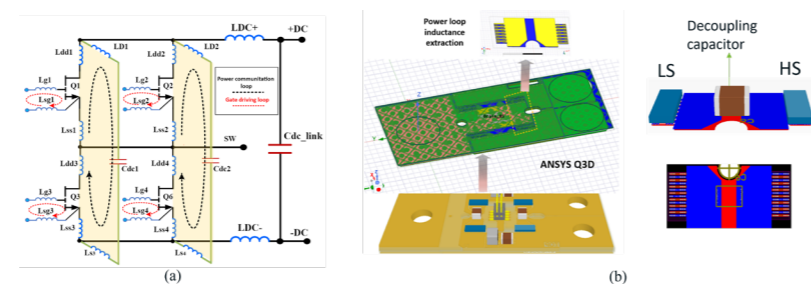 (a)
LDC+
+DC
Ldd1
LD1
Ldd2
LD2
Lg1
Q1
Lsg1
Lg2
Q2
Lsg2
Power communitation
loop
Gate driving loop
Lss1
Lss2
SW
Cdc_link
Ldd3
Cdc1
Ldd4
Cdc2
Lg3
Q3
Lsg3
Lg4
Q6
Lsg4
Lss3
Lss4
LDC-
-DC
Ls3
Ls4
(b)
Power loop
inductance
extraction
ANSYS Q3D
Decoupling
capacitor
LS
HS